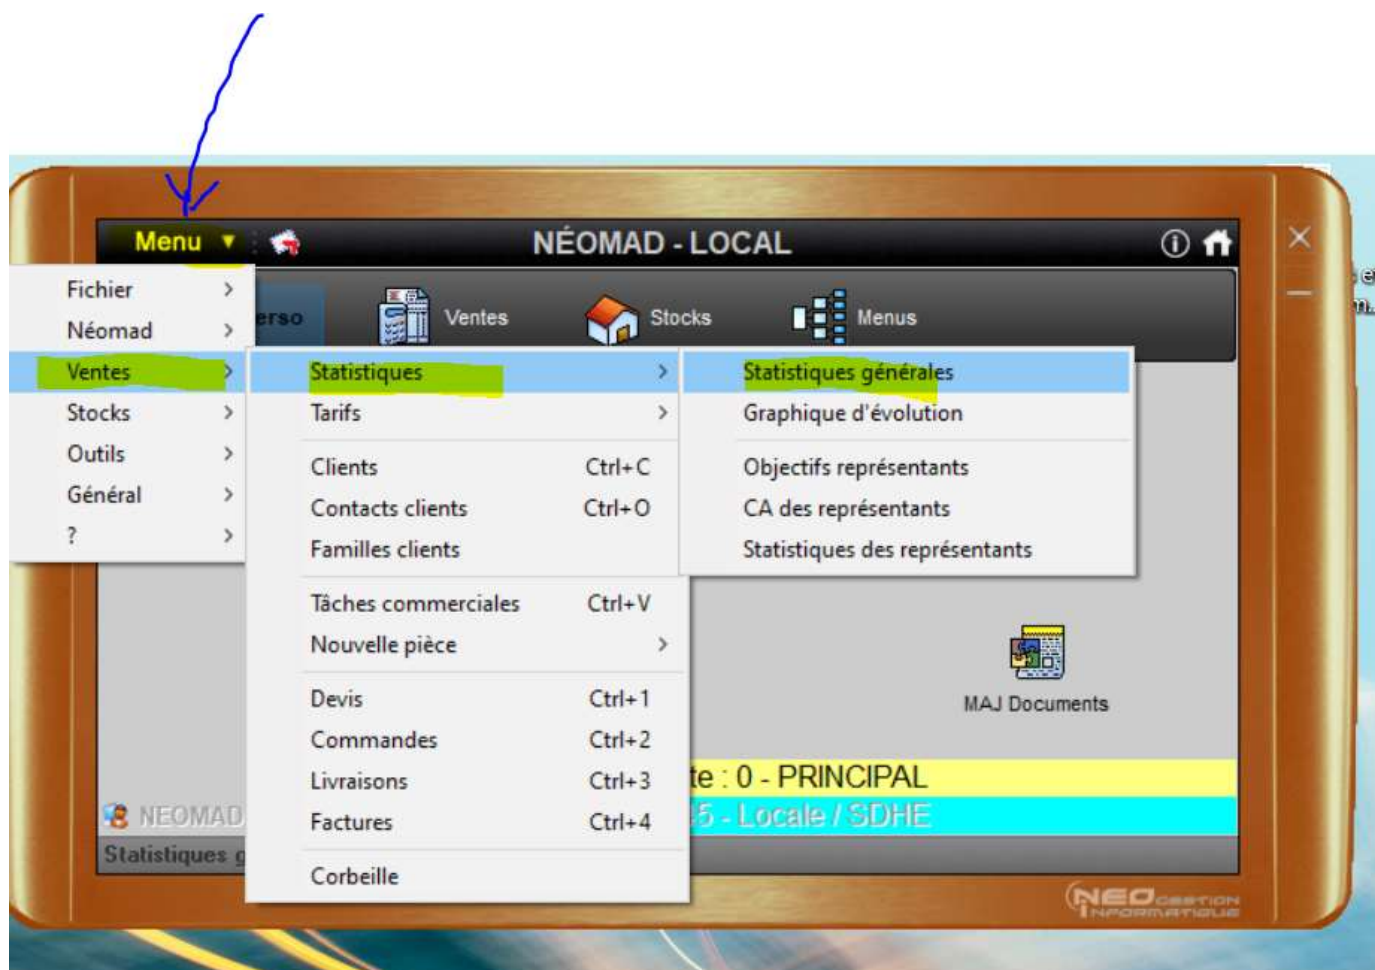 Menu
NÉOMAD - LOCAL
Fichier
Néomad
Ventes
Stocks
Outils
Général
?
erso
Ventes
Stocks
Menus
Statistiques
Tarifs
Clients Ctrl+C
Contacts clients Ctrl+O
Familles clients
Tâches commerciales Ctrl+V
Nouvelle pièce
Devis Ctrl+1
Commandes Ctrl+2
Livraisons Ctrl+3
Factures Ctrl+4
Corbeille
Statistiques générales
Graphique d'évolution
Objectifs représentants
CA des représentants
Statistiques des représentants
MAJ Documents
te : 0 - PRINCIPAL
NEOMAD
5 - Locale / SDHE
Statistiques g
NEO GESTION
INFORMATIQUE